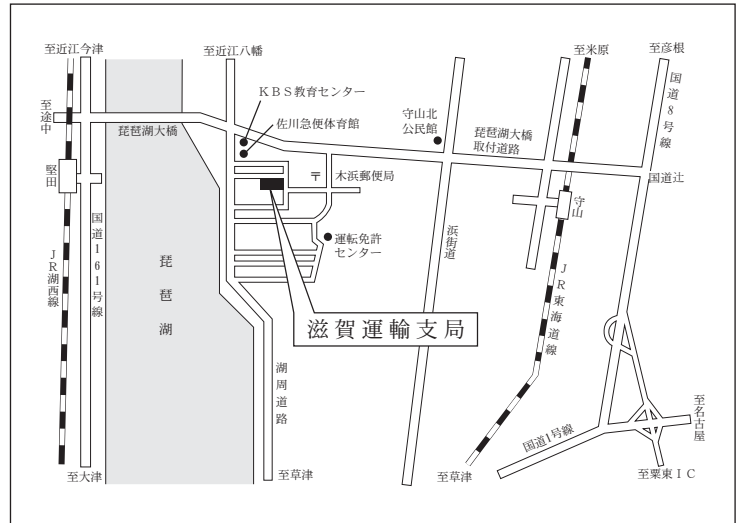 至近江今津
至近江八幡
至米原
至彦根
KBS教育センター
国道8号線
至途中
佐川急便体育館
守山北
公民館
琵琶湖大橋
琵琶湖大橋
取付道路
堅田
〒
木浜郵便局
国道辻
守山
国道161号線
浜街道
運転免許
センター
琵琶湖
JR湖西線
JR東海道線
滋賀運輸支局
湖周道路
至名古屋
国道1号線
至大津
至草津
至草津
至栗東IC